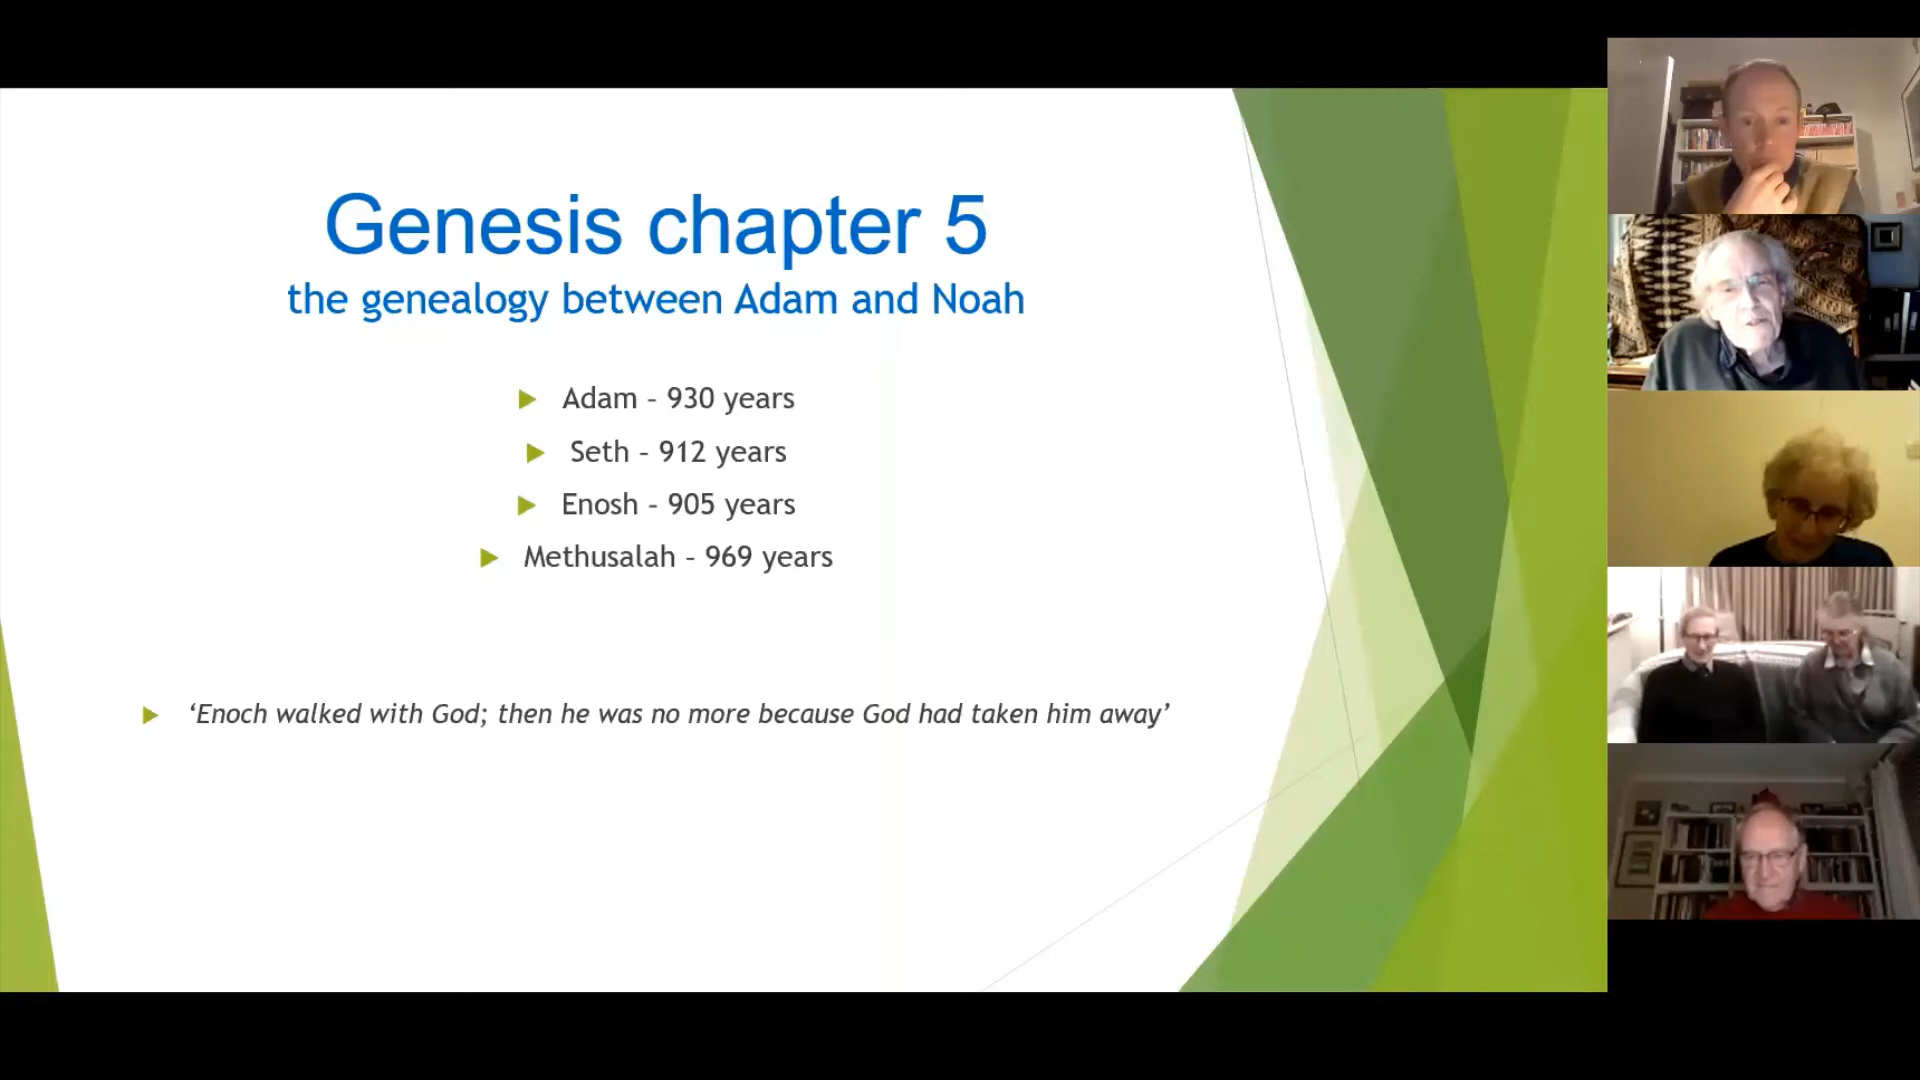 Genesis chapter 5
the genealogy between Adam and Noah
Adam – 930 years
Seth – 912 years
Enosh – 905 years
Methusalah – 969 years
‘Enoch walked with God; then he was no more because God had taken him away’